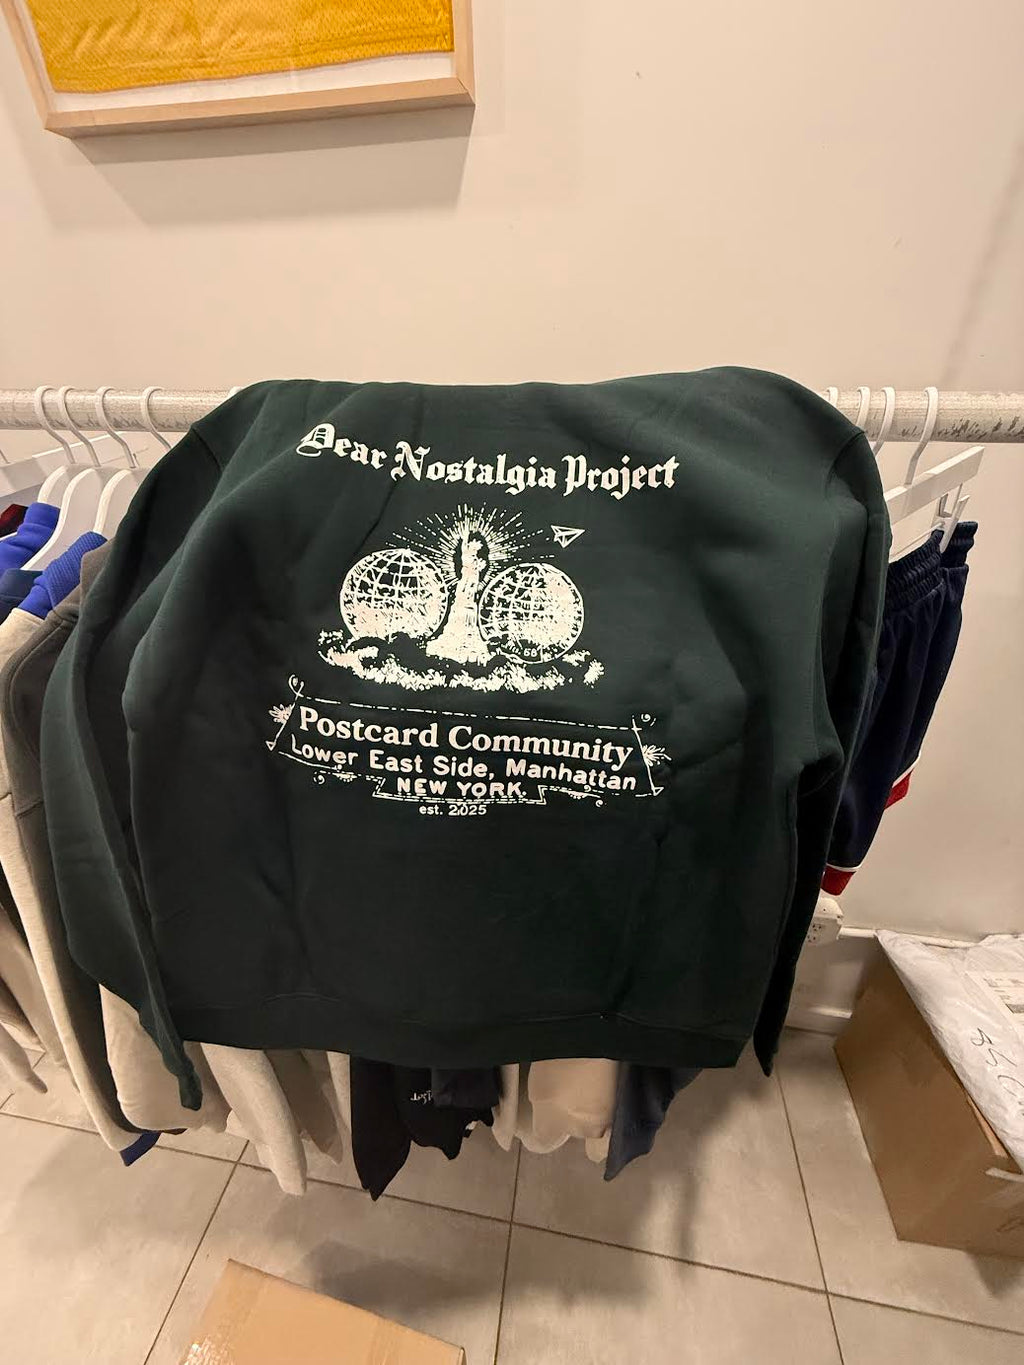 Dear Nostalgia Project
Postcard Community
Lower East Side, Manhattan
NEW YORK.
est. 2025